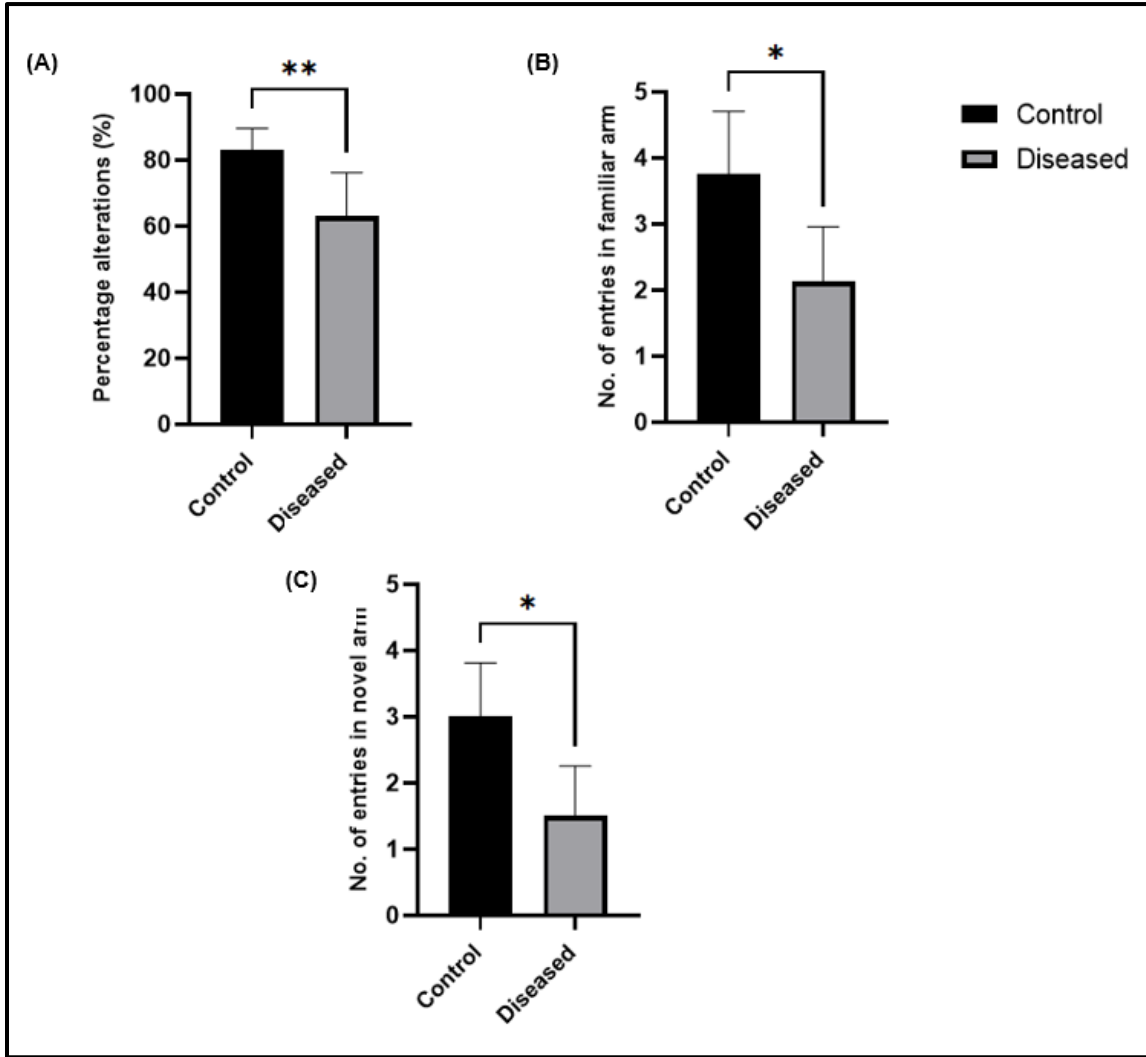 (A)
**
Percentage alterations (%)
100
80
60
40
20
0
Control
Diseased
(B)
*
No. of entries in familiar arm
5
4
3
2
1
0
Control
Diseased
Control
Diseased
(C)
*
No. of entries in novel arm
5
4
3
2
1
0
Control
Diseased